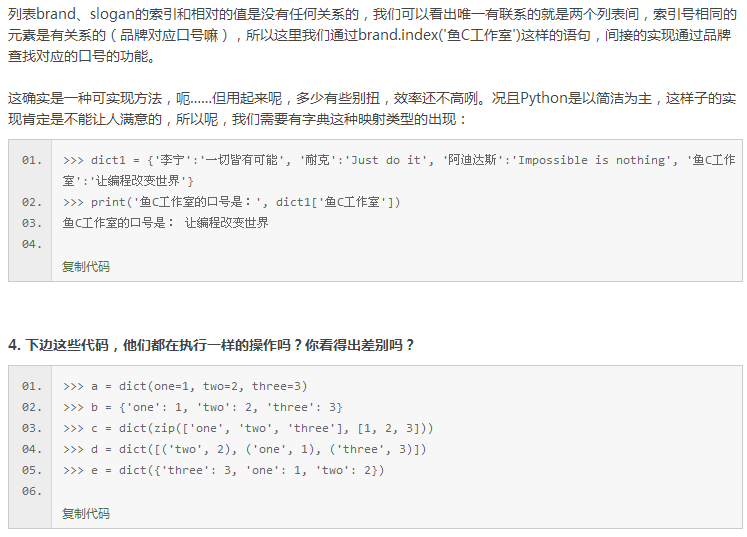 列表brand、slogan的索引和相对的值是没有任何关系的，我们可以看出唯一有联系的就是两个列表间，索引号相同的
元素是有关系的（品牌对应口号嘛），所以这里我们通过brand.index('鱼C工作室')这样的语句，间接的实现通过品牌
查找对应的口号的功能。
这确实是一种可实现方法，呃……但用起来呢，多少有些别扭，效率还不高咧。况且Python是以简洁为主，这样子的实
现肯定是不能让人满意的，所以呢，我们需要有字典这种映射类型的出现：
01. >>> dict1 = {'李宁':'一切皆有可能', '耐克':'Just do it', '阿迪达斯':'Impossible is nothing', '鱼C工作
室':'让编程改变世界'}
02. >>> print('鱼C工作室的口号是：', dict1['鱼C工作室'])
03. 鱼C工作室的口号是： 让编程改变世界
04.
复制代码
4. 下边这些代码，他们都在执行一样的操作吗？你看得出差别吗？
01. >>> a = dict(one=1, two=2, three=3)
02. >>> b = {'one': 1, 'two': 2, 'three': 3}
03. >>> c = dict(zip(['one', 'two', 'three'], [1, 2, 3]))
04. >>> d = dict([('two', 2), ('one', 1), ('three', 3)])
05. >>> e = dict({'three': 3, 'one': 1, 'two': 2})
06.
复制代码